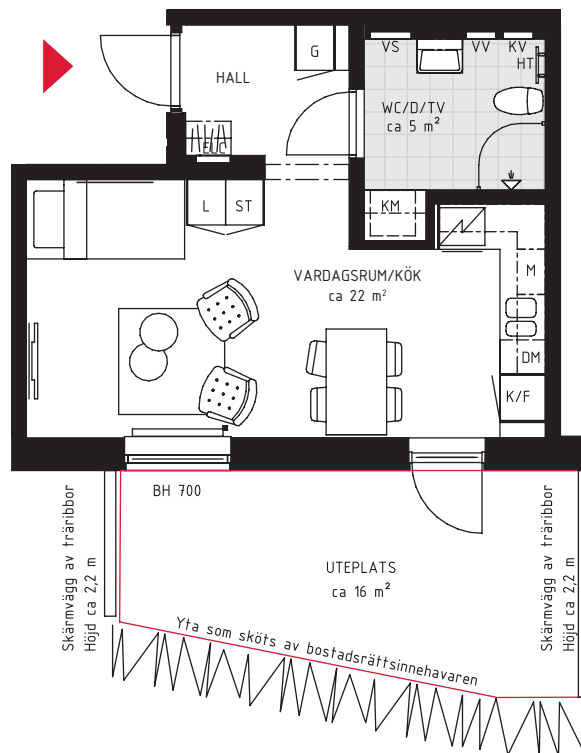 G
VS
VV
KV
HT
HALL
WC/D/TV
ca 5 m²
ELC
L
ST
KM
VARDAGSRUM/KÖK
ca 22 m²
M
DM
K/F
BH 700
Skärmvägg av träribbor
Höjd ca 2,2 m
UTEPLATS
ca 16 m²
Skärmvägg av träribbor
Höjd ca 2,2 m
Yta som sköts av bostadsrättsinnehavaren